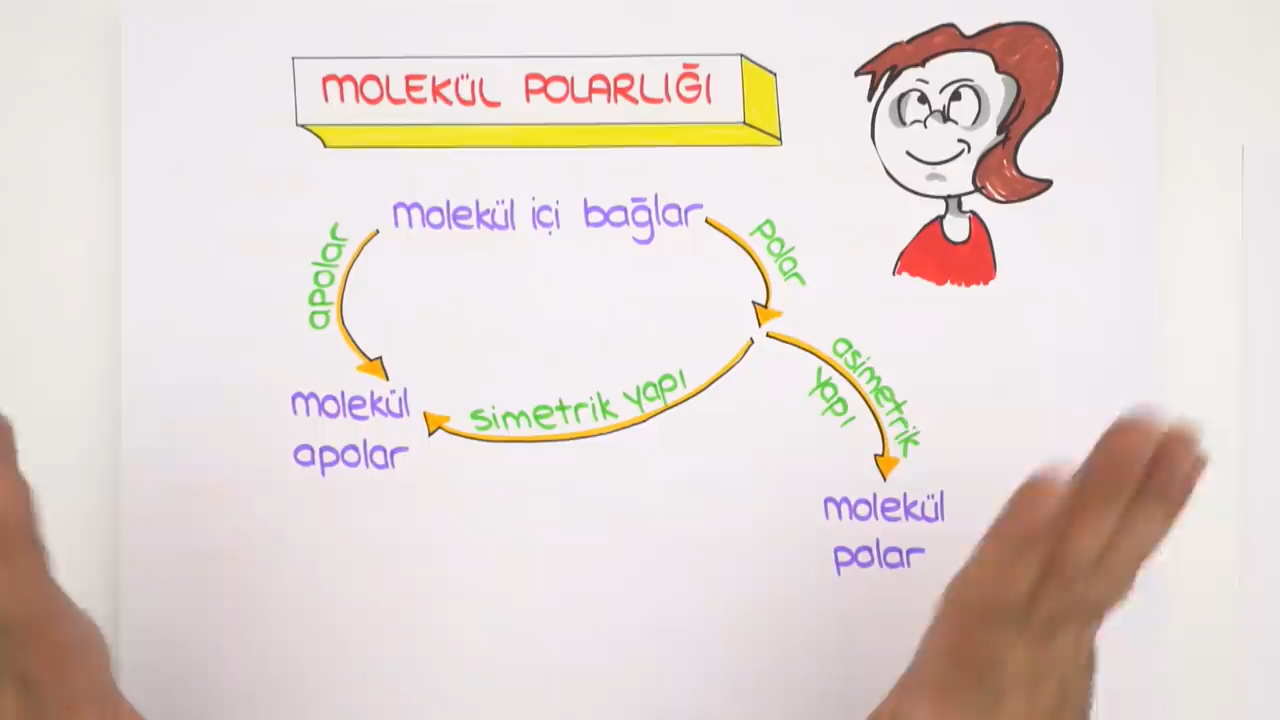 MOLEKÜL POLARLIĞI
molekül içi bağlar
apolar
polar
molekül
apolar
simetrik yapı
asimetrik
yapı
molekül
polar